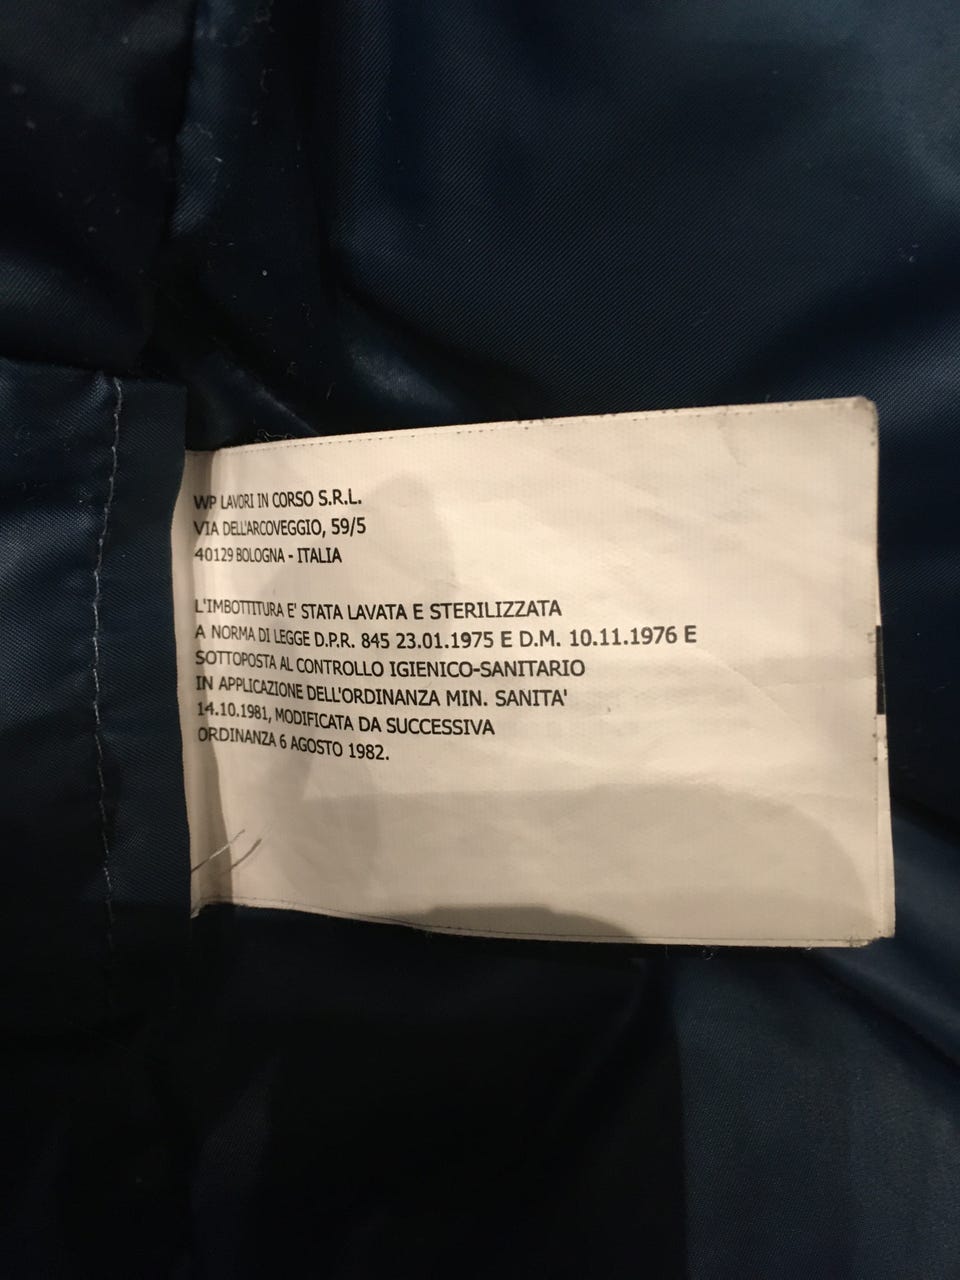 WP LAVORI IN CORSO S.R.L.
VIA DELL'ARCOVEGGIO, 59/5
40129 BOLOGNA - ITALIA
L'IMBOTTITURA E' STATA LAVATA E STERILIZZATA
A NORMA DI LEGGE D.P.R. 845 23.01.1975 E D.M. 10.11.1976 E
SOTTOPOSTA AL CONTROLLO IGIENICO-SANITARIO
IN APPLICAZIONE DELL'ORDINANZA MIN. SANITA'
14.10.1981, MODIFICATA DA SUCCESSIVA
ORDINANZA 6 AGOSTO 1982.